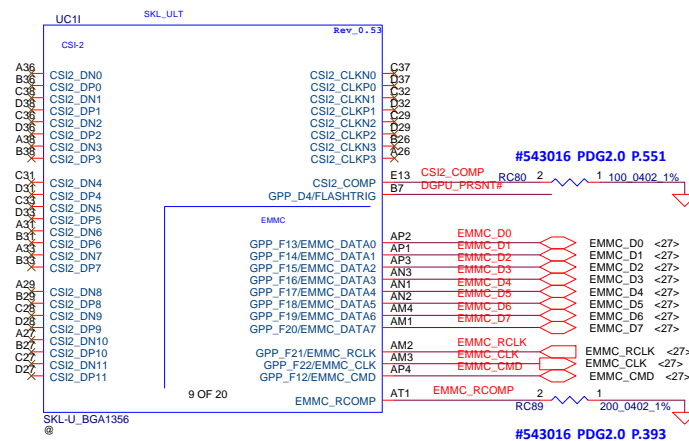 UC1I
SKL_ULT
Rev_0.53
CSI-2
A36 CSI2_DN0 CSI2_CLKN0 C37
B36 CSI2_DP0 CSI2_CLKP0 D37
C38 CSI2_DN1 CSI2_CLKN1 C32
D38 CSI2_DP1 CSI2_CLKP1 D32
C36 CSI2_DN2 CSI2_CLKN2 C29
D36 CSI2_DP2 CSI2_CLKP2 D29
A38 CSI2_DN3 CSI2_CLKN3 B26
B38 CSI2_DP3 CSI2_CLKP3 A26
#543016 PDG2.0 P.551
C31 CSI2_DN4 CSI2_COMP E13 CSI2_COMP RC80 2 1 100_0402_1%
D31 CSI2_DP4 GPP_D4/FLASHTRIG B7 DGPU_PRSNT#
C33 CSI2_DN5
D33 CSI2_DP5
A31 CSI2_DN6 EMMC
B31 CSI2_DP6 GPP_F13/EMMC_DATA0 AP2 EMMC_D0 EMMC_D0 <27>
A33 CSI2_DN7 GPP_F14/EMMC_DATA1 AP1 EMMC_D1 EMMC_D1 <27>
B33 CSI2_DP7 GPP_F15/EMMC_DATA2 AP3 EMMC_D2 EMMC_D2 <27>
GPP_F16/EMMC_DATA3 AN3 EMMC_D3 EMMC_D3 <27>
A29 CSI2_DN8 GPP_F17/EMMC_DATA4 AN1 EMMC_D4 EMMC_D4 <27>
B29 CSI2_DP8 GPP_F18/EMMC_DATA5 AN2 EMMC_D5 EMMC_D5 <27>
C28 CSI2_DN9 GPP_F19/EMMC_DATA6 AM4 EMMC_D6 EMMC_D6 <27>
D28 CSI2_DP9 GPP_F20/EMMC_DATA7 AM1 EMMC_D7 EMMC_D7 <27>
A27 CSI2_DN10
B27 CSI2_DP10 GPP_F21/EMMC_RCLK AM2 EMMC_RCLK EMMC_RCLK <27>
C27 CSI2_DN11 GPP_F22/EMMC_CLK AM3 EMMC_CLK EMMC_CLK <27>
D27 CSI2_DP11 GPP_F12/EMMC_CMD AP4 EMMC_CMD EMMC_CMD <27>
9 OF 20
EMMC_RCOMP AT1 EMMC_RCOMP RC89 2 1 200_0402_1%
SKL-U_BGA1356
@
#543016 PDG2.0 P.393